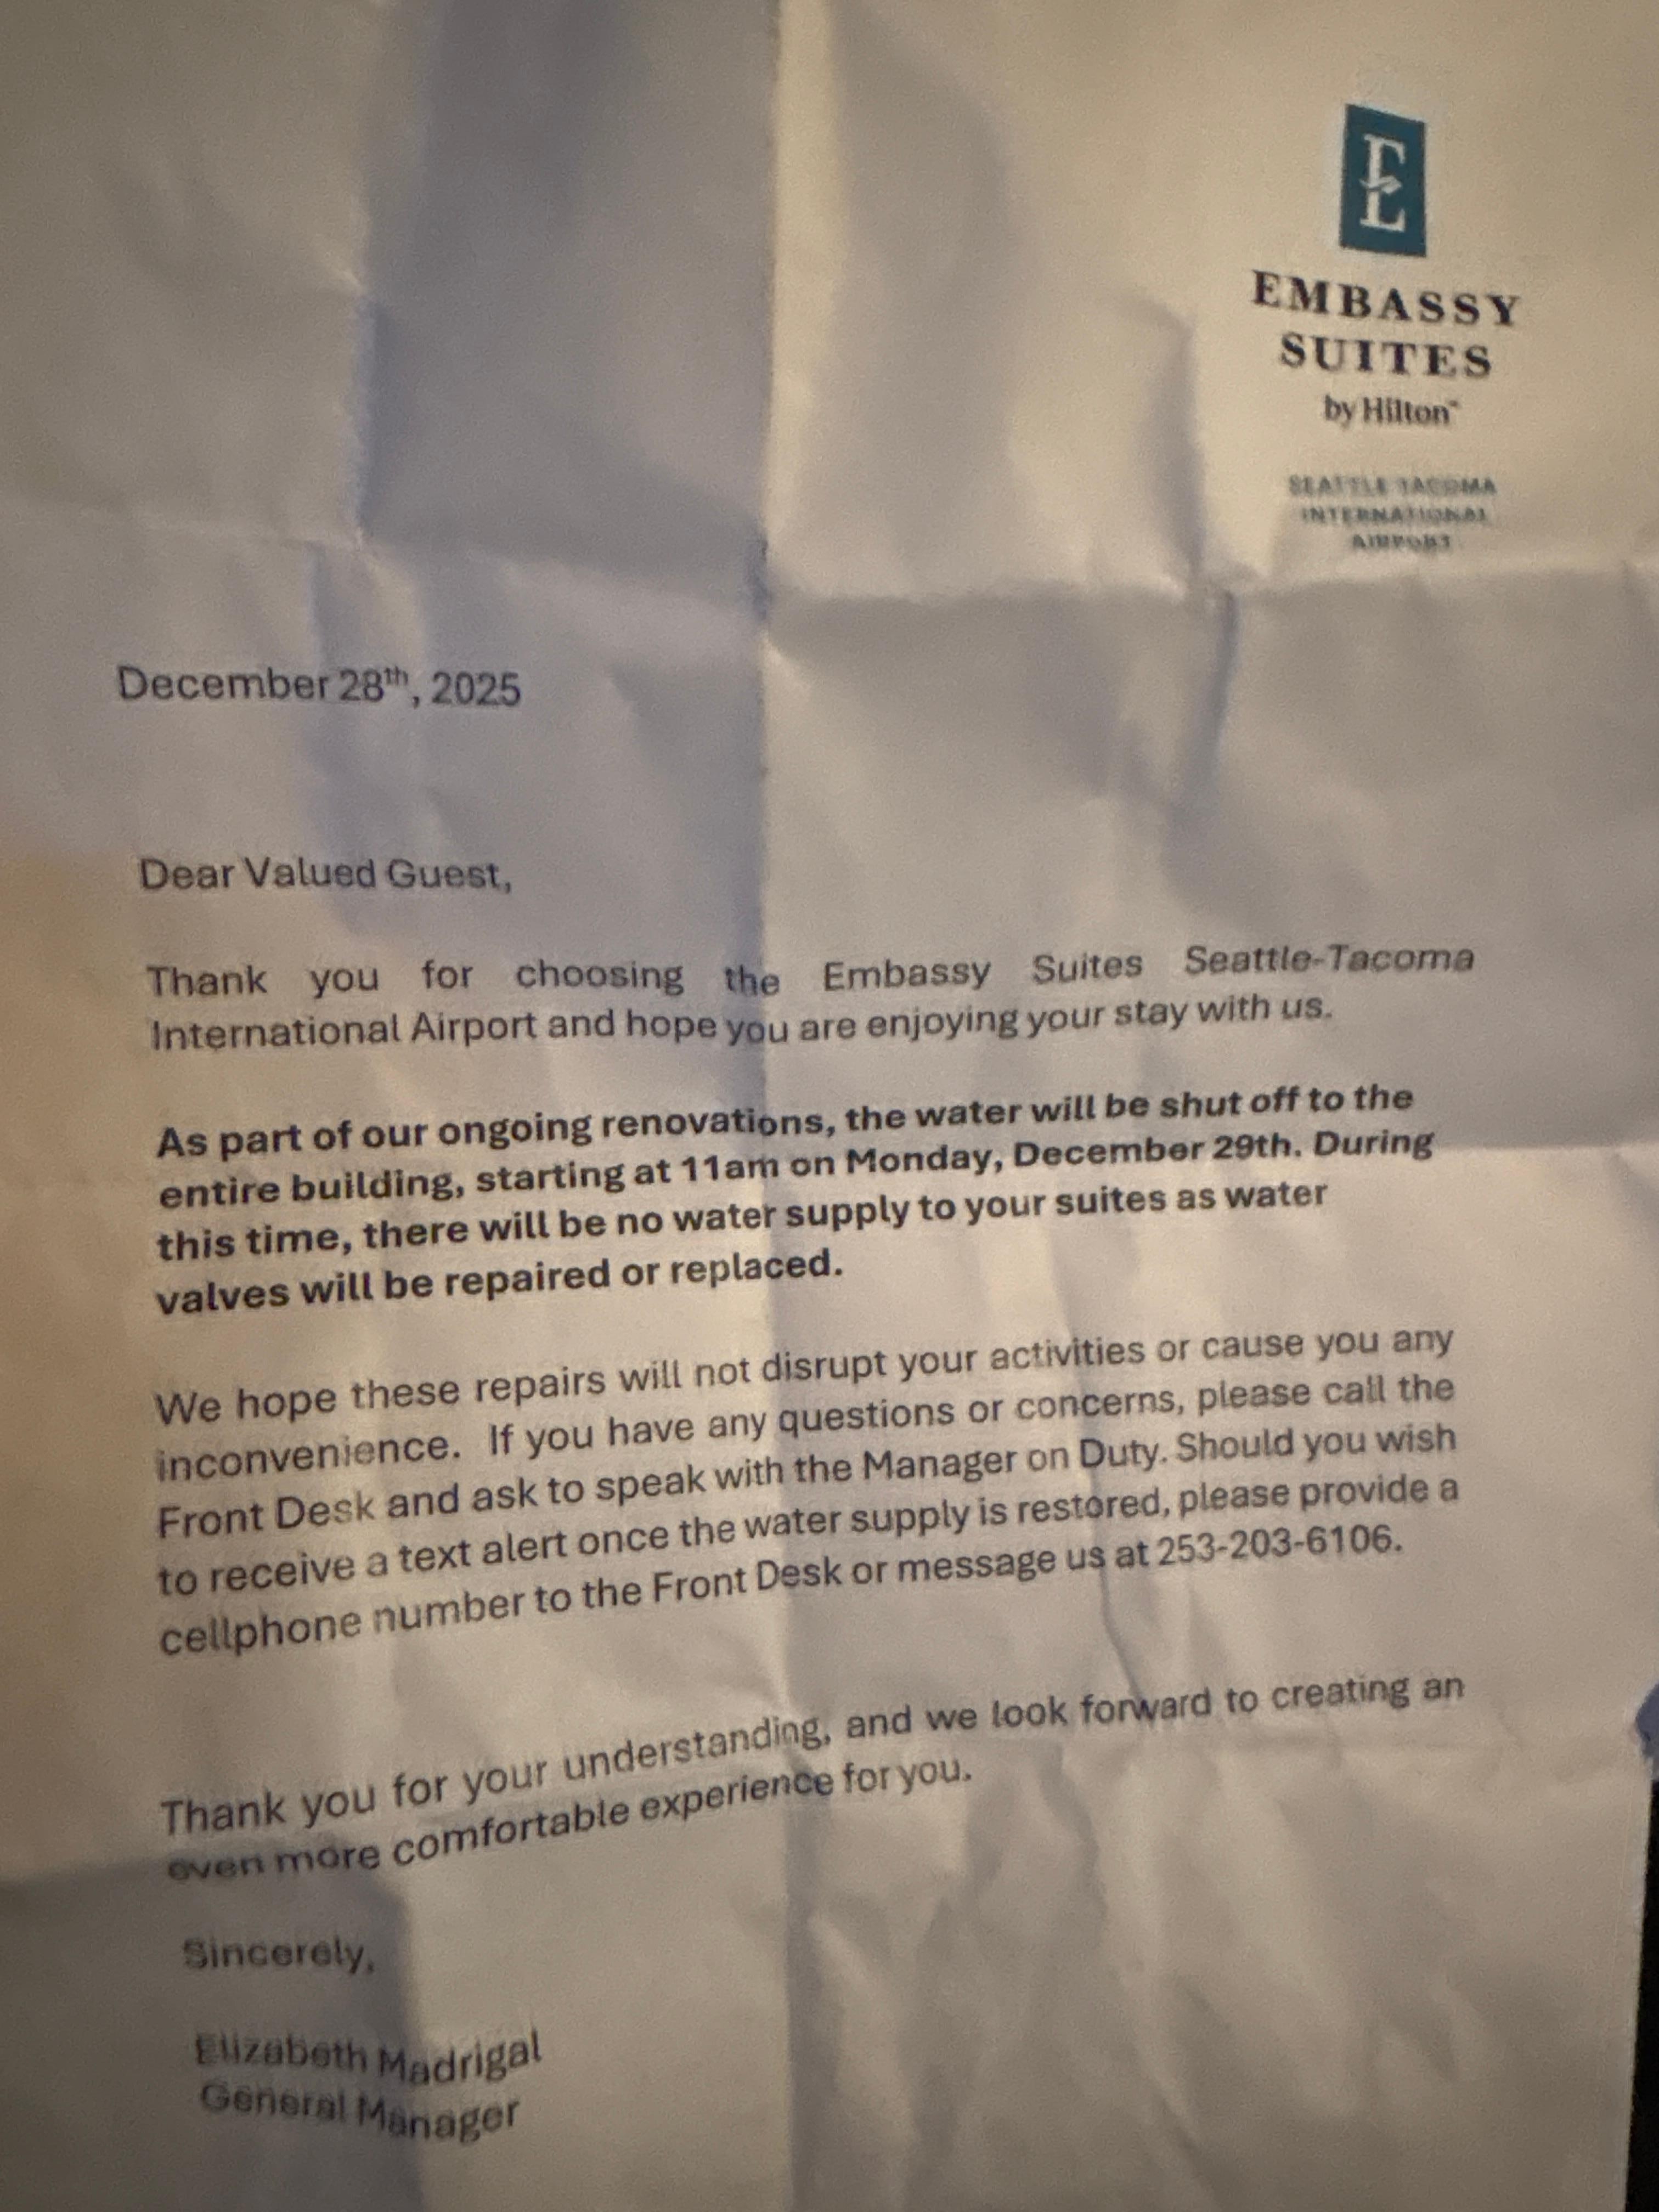 E
EMBASSY
SUITES
by Hilton™
SEATTLE TACOMA
INTERNATIONAL
AIRPORT
December 28th, 2025
Dear Valued Guest,
Thank you for choosing the Embassy Suites Seattle-Tacoma
International Airport and hope you are enjoying your stay with us.
As part of our ongoing renovations, the water will be shut off to the
entire building, starting at 11am on Monday, December 29th. During
this time, there will be no water supply to your suites as water
valves will be repaired or replaced.
We hope these repairs will not disrupt your activities or cause you any
inconvenience. If you have any questions or concerns, please call the
Front Desk and ask to speak with the Manager on Duty. Should you wish
to receive a text alert once the water supply is restored, please provide a
cellphone number to the Front Desk or message us at 253-203-6106.
Thank you for your understanding, and we look forward to creating an
even more comfortable experience for you.
Sincerely,
Elizabeth Madrigal
General Manager